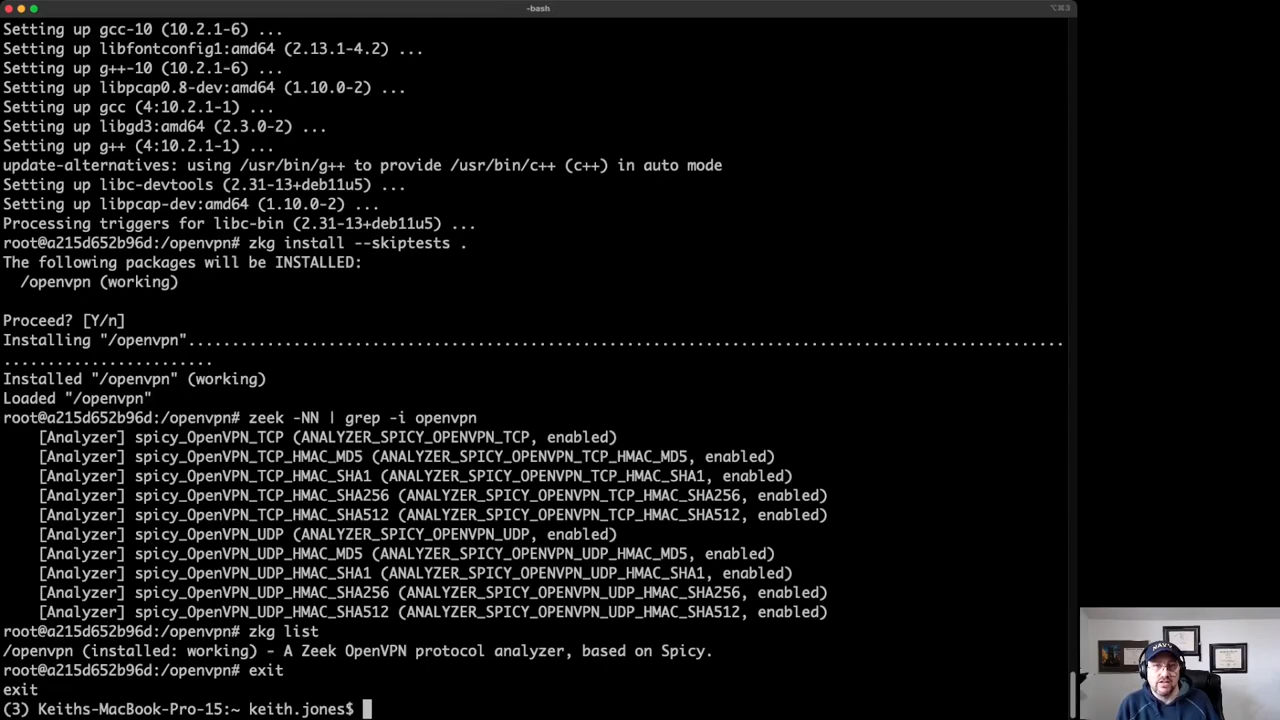 -bash
⌥⌘3
Setting up gcc-10 (10.2.1-6) ...
Setting up libfontconfig1:amd64 (2.13.1-4.2) ...
Setting up g++-10 (10.2.1-6) ...
Setting up libpcap0.8-dev:amd64 (1.10.0-2) ...
Setting up gcc (4:10.2.1-1) ...
Setting up libgd3:amd64 (2.3.0-2) ...
Setting up g++ (4:10.2.1-1) ...
update-alternatives: using /usr/bin/g++ to provide /usr/bin/c++ (c++) in auto mode
Setting up libc-devtools (2.31-13+deb11u5) ...
Setting up libpcap-dev:amd64 (1.10.0-2) ...
Processing triggers for libc-bin (2.31-13+deb11u5) ...
root@a215d652b96d:/openvpn# zkg install --skiptests .
The following packages will be INSTALLED:
  /openvpn (working)
Proceed? [Y/n]
Installing "/openvpn"...................................................................................................
........................
Installed "/openvpn" (working)
Loaded "/openvpn"
root@a215d652b96d:/openvpn# zeek -NN | grep -i openvpn
    [Analyzer] spicy_OpenVPN_TCP (ANALYZER_SPICY_OPENVPN_TCP, enabled)
    [Analyzer] spicy_OpenVPN_TCP_HMAC_MD5 (ANALYZER_SPICY_OPENVPN_TCP_HMAC_MD5, enabled)
    [Analyzer] spicy_OpenVPN_TCP_HMAC_SHA1 (ANALYZER_SPICY_OPENVPN_TCP_HMAC_SHA1, enabled)
    [Analyzer] spicy_OpenVPN_TCP_HMAC_SHA256 (ANALYZER_SPICY_OPENVPN_TCP_HMAC_SHA256, enabled)
    [Analyzer] spicy_OpenVPN_TCP_HMAC_SHA512 (ANALYZER_SPICY_OPENVPN_TCP_HMAC_SHA512, enabled)
    [Analyzer] spicy_OpenVPN_UDP (ANALYZER_SPICY_OPENVPN_UDP, enabled)
    [Analyzer] spicy_OpenVPN_UDP_HMAC_MD5 (ANALYZER_SPICY_OPENVPN_UDP_HMAC_MD5, enabled)
    [Analyzer] spicy_OpenVPN_UDP_HMAC_SHA1 (ANALYZER_SPICY_OPENVPN_UDP_HMAC_SHA1, enabled)
    [Analyzer] spicy_OpenVPN_UDP_HMAC_SHA256 (ANALYZER_SPICY_OPENVPN_UDP_HMAC_SHA256, enabled)
    [Analyzer] spicy_OpenVPN_UDP_HMAC_SHA512 (ANALYZER_SPICY_OPENVPN_UDP_HMAC_SHA512, enabled)
root@a215d652b96d:/openvpn# zkg list
/openvpn (installed: working) - A Zeek OpenVPN protocol analyzer, based on Spicy.
root@a215d652b96d:/openvpn# exit
exit
(3) Keiths-MacBook-Pro-15:~ keith.jones$